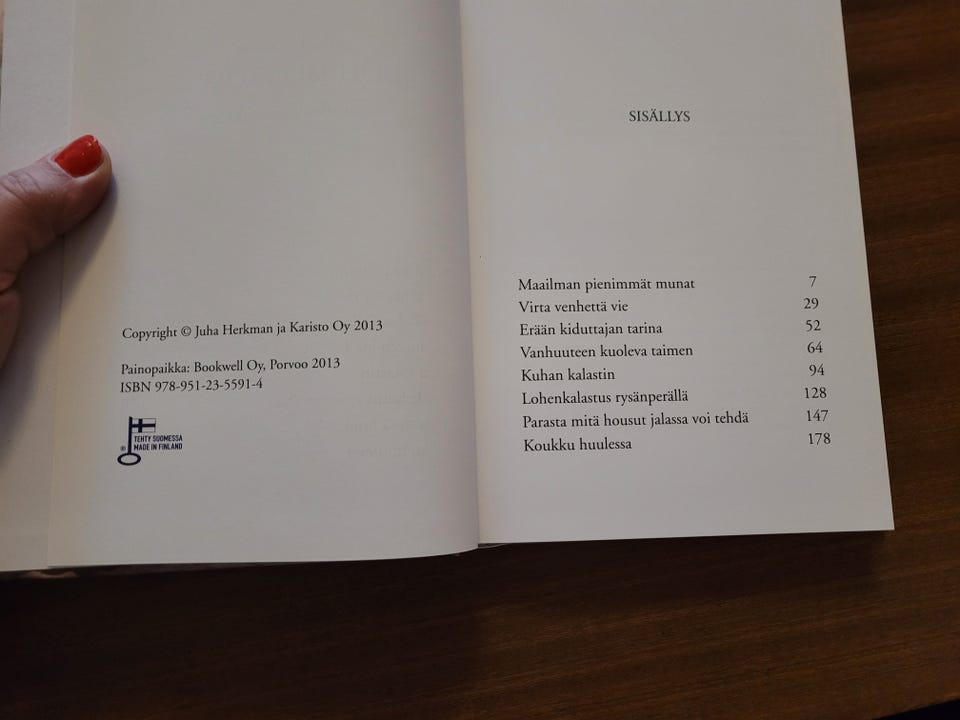 Copyright © Juha Herkman ja Karisto Oy 2013
Painopaikka: Bookwell Oy, Porvoo 2013
ISBN 978-951-23-5591-4
® TEHTY SUOMESSA
MADE IN FINLAND
SISÄLLYS
Maailman pienimmät munat 7
Virta venhettä vie 29
Erään kiduttajan tarina 52
Vanhuuteen kuoleva taimen 64
Kuhan kalastin 94
Lohenkalastus rysänperällä 128
Parasta mitä housut jalassa voi tehdä 147
Koukku huulessa 178